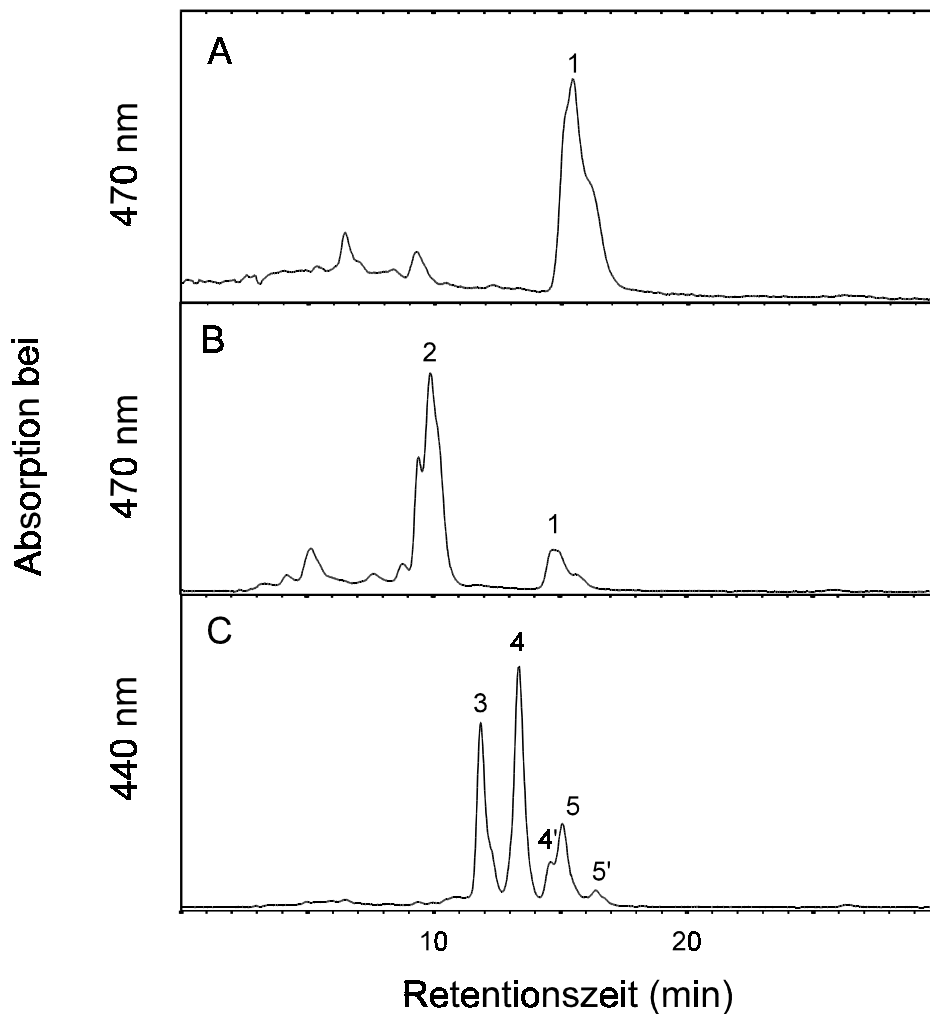 A
1
470 nm
B
2
1
470 nm
Absorption bei
C
4
3
5
4'
5'
440 nm
10
20
Retentionszeit (min)